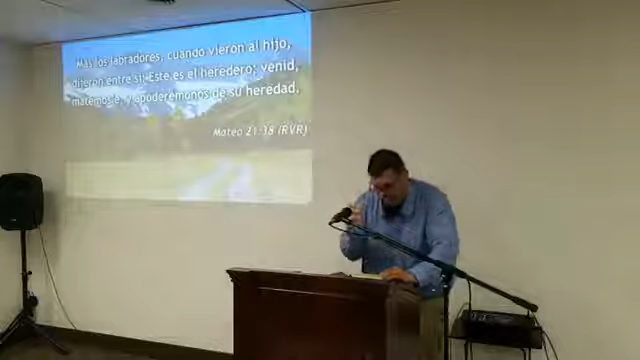 Mas los labradores, cuando vieron al hijo,
dijeron entre sí: Este es el heredero; venid,
matémosle, y apoderémonos de su heredad.
Mateo 21:38 (RVR)